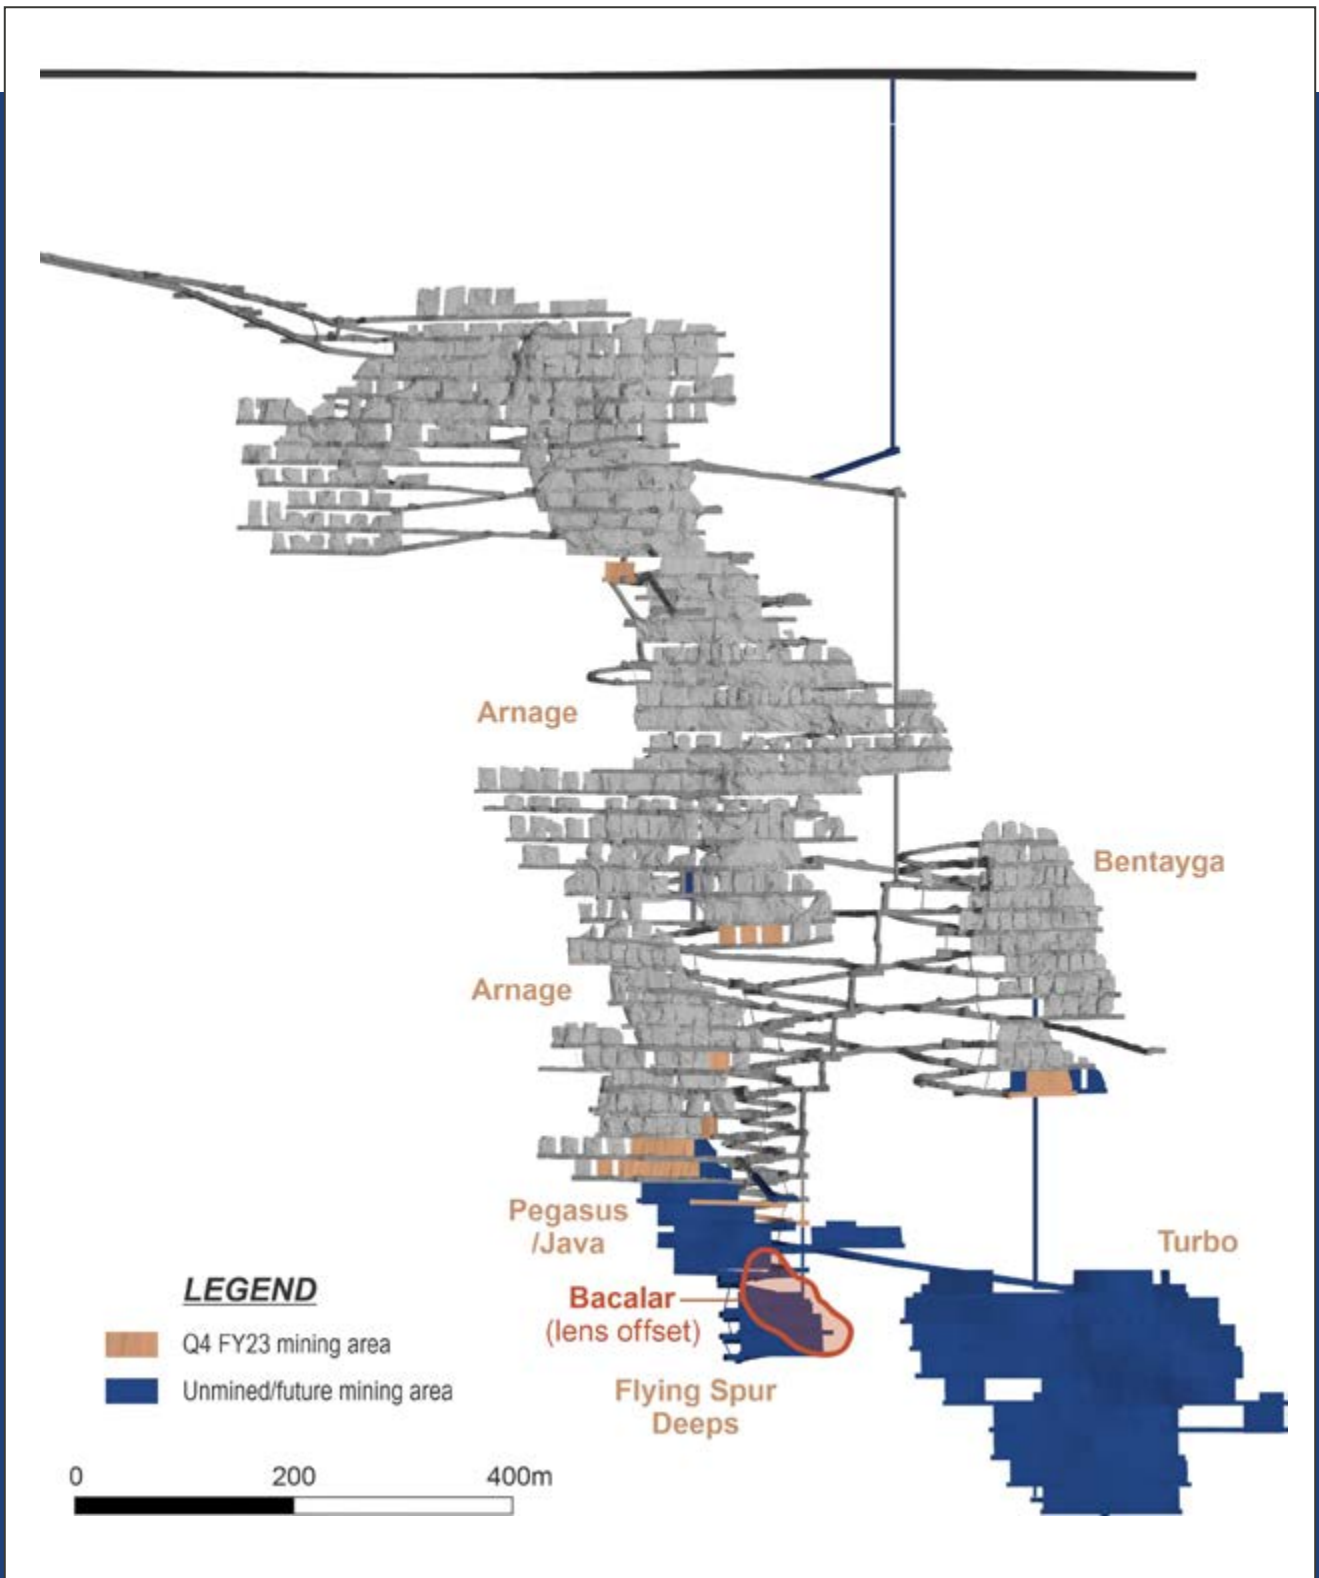 Arnage
Bentayga
Arnage
Pegasus
/Java
Turbo
Bacalar
(lens offset)
Flying Spur
Deeps
LEGEND
Q4 FY23 mining area
Unmined/future mining area
0 200 400m